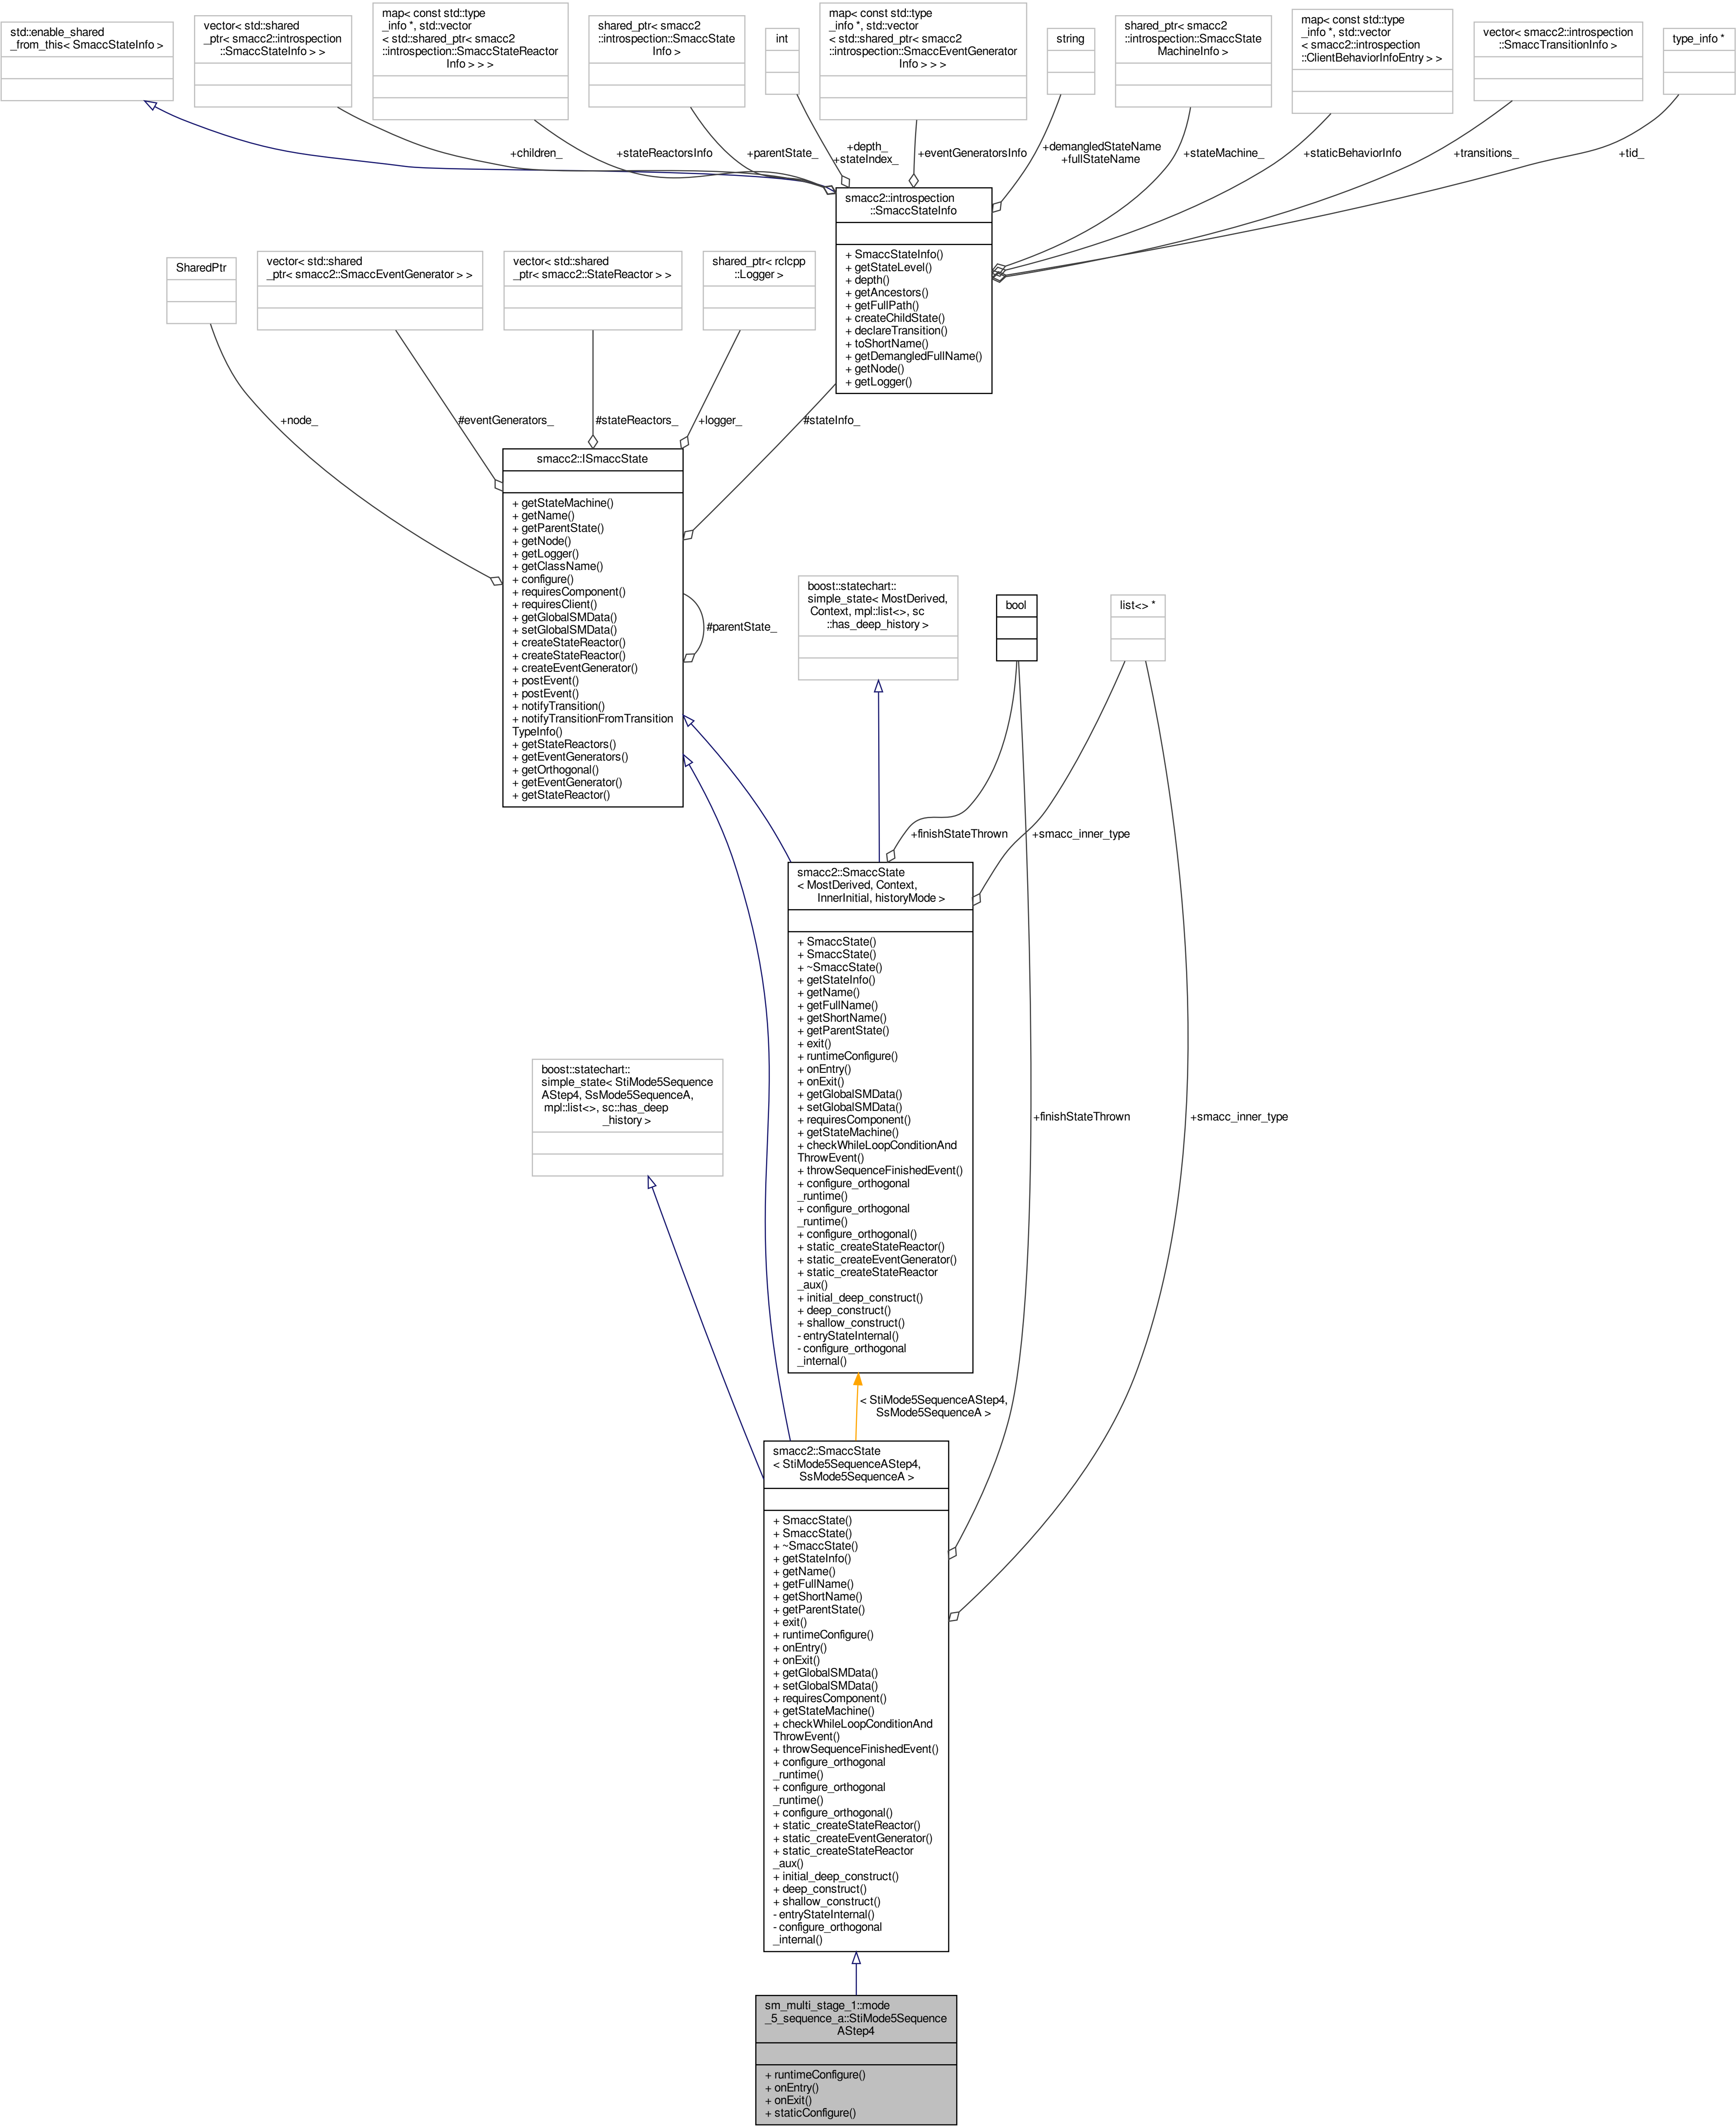 std::enable_shared
_from_this< SmaccStateInfo >
vector< std::shared
_ptr< smacc2::introspection
::SmaccStateInfo > >
map< const std::type
_info *, std::vector
< std::shared_ptr< smacc2
::introspection::SmaccStateReactor
Info > > >
shared_ptr< smacc2
::introspection::SmaccState
Info >
int
map< const std::type
_info *, std::vector
< std::shared_ptr< smacc2
::introspection::SmaccEventGenerator
Info > > >
string
shared_ptr< smacc2
::introspection::SmaccState
MachineInfo >
map< const std::type
_info *, std::vector
< smacc2::introspection
::ClientBehaviorInfoEntry > >
vector< smacc2::introspection
::SmaccTransitionInfo >
type_info *
+children_
+stateReactorsInfo
+parentState_
+depth_
+stateIndex_
+eventGeneratorsInfo
+demangledStateName
+fullStateName
+stateMachine_
+staticBehaviorInfo
+transitions_
+tid_
smacc2::introspection
::SmaccStateInfo
+ SmaccStateInfo()
+ getStateLevel()
+ depth()
+ getAncestors()
+ getFullPath()
+ createChildState()
+ declareTransition()
+ toShortName()
+ getDemangledFullName()
+ getNode()
+ getLogger()
SharedPtr
vector< std::shared
_ptr< smacc2::SmaccEventGenerator > >
vector< std::shared
_ptr< smacc2::StateReactor > >
shared_ptr< rclcpp
::Logger >
+node_
#eventGenerators_
#stateReactors_
+logger_
#stateInfo_
smacc2::ISmaccState
+ getStateMachine()
+ getName()
+ getParentState()
+ getNode()
+ getLogger()
+ getClassName()
+ configure()
+ requiresComponent()
+ requiresClient()
+ getGlobalSMData()
+ setGlobalSMData()
+ createStateReactor()
+ createStateReactor()
+ createEventGenerator()
+ postEvent()
+ postEvent()
+ notifyTransition()
+ notifyTransitionFromTransition
TypeInfo()
+ getStateReactors()
+ getEventGenerators()
+ getOrthogonal()
+ getEventGenerator()
+ getStateReactor()
#parentState_
boost::statechart::
simple_state< MostDerived,
Context, mpl::list<>, sc
::has_deep_history >
bool
list<> *
+finishStateThrown
+smacc_inner_type
smacc2::SmaccState
< MostDerived, Context,
InnerInitial, historyMode >
+ SmaccState()
+ SmaccState()
+ ~SmaccState()
+ getStateInfo()
+ getName()
+ getFullName()
+ getShortName()
+ getParentState()
+ exit()
+ runtimeConfigure()
+ onEntry()
+ onExit()
+ getGlobalSMData()
+ setGlobalSMData()
+ requiresComponent()
+ getStateMachine()
+ checkWhileLoopConditionAnd
ThrowEvent()
+ throwSequenceFinishedEvent()
+ configure_orthogonal
_runtime()
+ configure_orthogonal
_runtime()
+ configure_orthogonal()
+ static_createStateReactor()
+ static_createEventGenerator()
+ static_createStateReactor
_aux()
+ initial_deep_construct()
+ deep_construct()
+ shallow_construct()
- entryStateInternal()
- configure_orthogonal
_internal()
boost::statechart::
simple_state< StiMode5Sequence
AStep4, SsMode5SequenceA,
mpl::list<>, sc::has_deep
_history >
+finishStateThrown
+smacc_inner_type
< StiMode5SequenceAStep4,
SsMode5SequenceA >
smacc2::SmaccState
< StiMode5SequenceAStep4,
SsMode5SequenceA >
+ SmaccState()
+ SmaccState()
+ ~SmaccState()
+ getStateInfo()
+ getName()
+ getFullName()
+ getShortName()
+ getParentState()
+ exit()
+ runtimeConfigure()
+ onEntry()
+ onExit()
+ getGlobalSMData()
+ setGlobalSMData()
+ requiresComponent()
+ getStateMachine()
+ checkWhileLoopConditionAnd
ThrowEvent()
+ throwSequenceFinishedEvent()
+ configure_orthogonal
_runtime()
+ configure_orthogonal
_runtime()
+ configure_orthogonal()
+ static_createStateReactor()
+ static_createEventGenerator()
+ static_createStateReactor
_aux()
+ initial_deep_construct()
+ deep_construct()
+ shallow_construct()
- entryStateInternal()
- configure_orthogonal
_internal()
sm_multi_stage_1::mode
_5_sequence_a::StiMode5Sequence
AStep4
+ runtimeConfigure()
+ onEntry()
+ onExit()
+ staticConfigure()